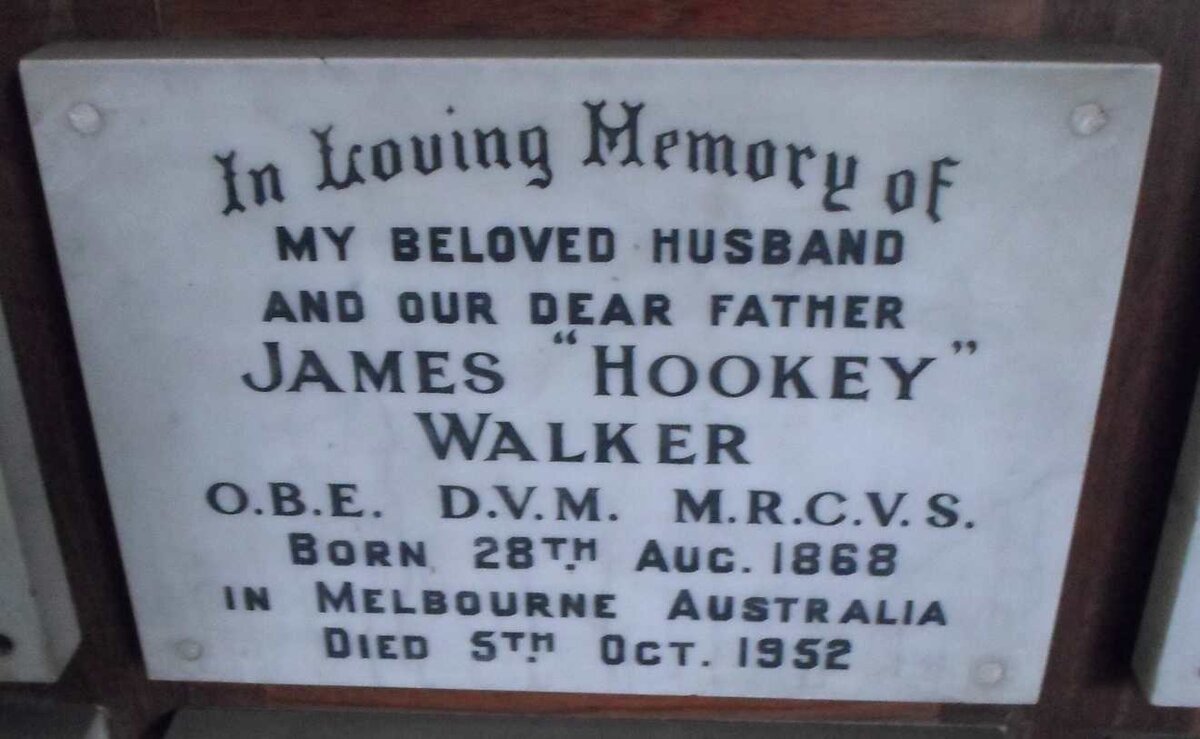 In Loving Memory of
MY BELOVED HUSBAND
AND OUR DEAR FATHER
JAMES "HOOKEY"
WALKER
O.B.E. D.V.M. M.R.C.V.S.
BORN 28TH AUG. 1868
IN MELBOURNE AUSTRALIA
DIED 5TH OCT. 1952